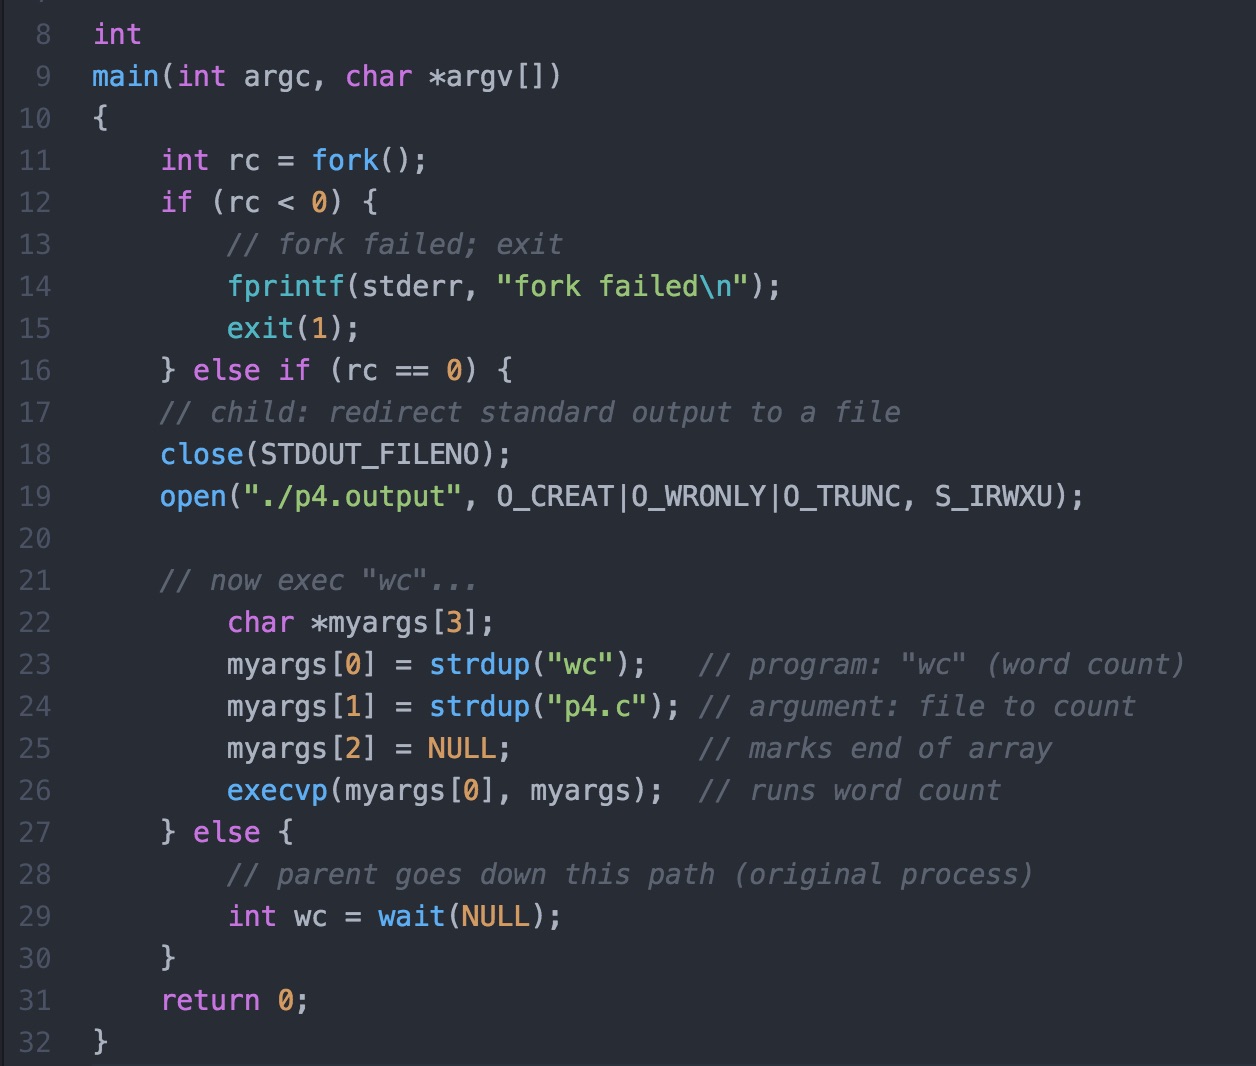 8 int
9 main(int argc, char *argv[])
10 {
11     int rc = fork();
12     if (rc < 0) {
13         // fork failed; exit
14         fprintf(stderr, "fork failed\n");
15         exit(1);
16     } else if (rc == 0) {
17     // child: redirect standard output to a file
18     close(STDOUT_FILENO);
19     open("./p4.output", O_CREAT|O_WRONLY|O_TRUNC, S_IRWXU);
20
21     // now exec "wc"...
22         char *myargs[3];
23         myargs[0] = strdup("wc");   // program: "wc" (word count)
24         myargs[1] = strdup("p4.c"); // argument: file to count
25         myargs[2] = NULL;           // marks end of array
26         execvp(myargs[0], myargs);  // runs word count
27     } else {
28         // parent goes down this path (original process)
29         int wc = wait(NULL);
30     }
31     return 0;
32 }